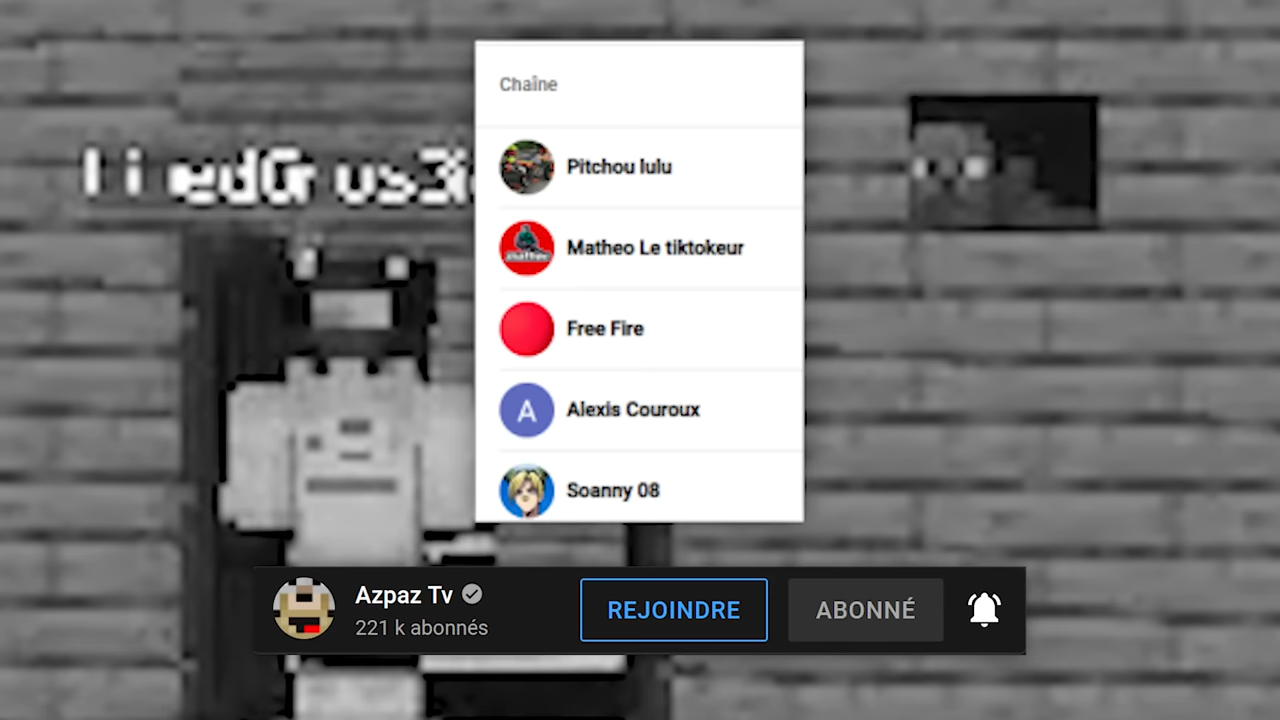 Chaîne
Pitchou lulu
Matheo Le tiktokeur
Free Fire
A
Alexis Couroux
Soanny 08
Azpaz Tv
221 k abonnés
REJOINDRE
ABONNÉ